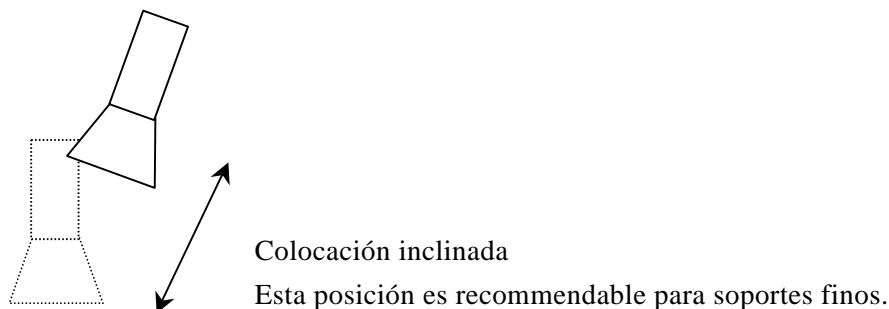 Colocación inclinada
Esta posición es recommendable para soportes finos.